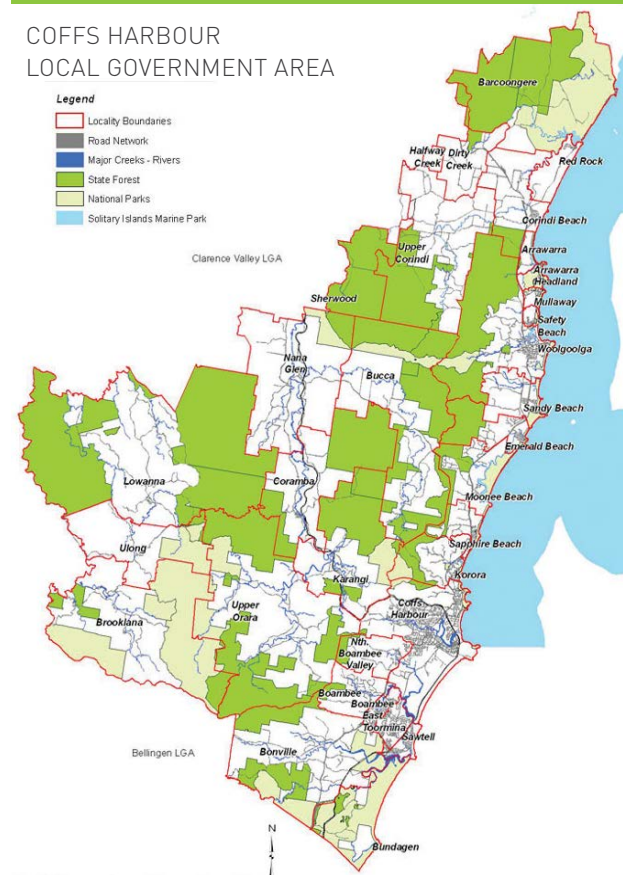 COFFS HARBOUR
LOCAL GOVERNMENT AREA
Legend
Locality Boundaries
Road Network
Major Creeks - Rivers
State Forest
National Parks
Solitary Islands Marine Park
Barcoongere
Halfway
Creek
Dirty
Creek
Red Rock
Corindi Beach
Clarence Valley LGA
Upper
Corindi
Arrawarra
Arrawarra
Headland
Sherwood
Mullaway
Safety
Beach
Woolgoolga
Nana
Glen
Bucca
Sandy Beach
Emerald Beach
Lowanna
Coramba
Moonee Beach
Ulong
Sapphire Beach
Karangi
Korora
Brooklana
Upper
Orara
Coffs
Harbour
Nth
Boambee
Valley
Boambee
Boambee
East
Toormina
Sawtell
Bellingen LGA
Bonville
N
Bundagen